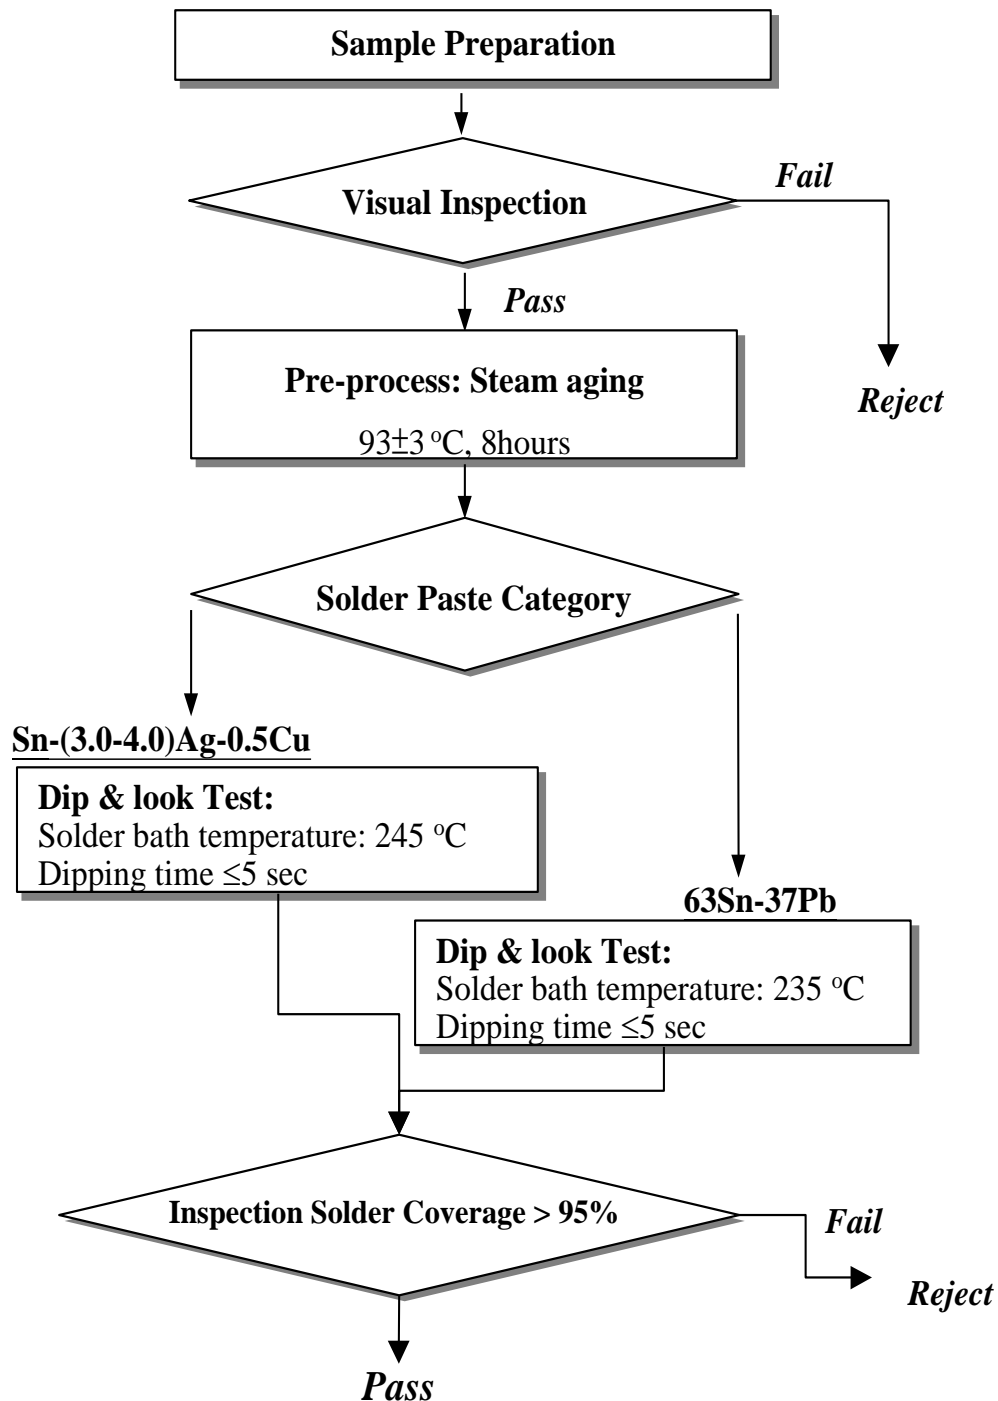 Sample Preparation
Visual Inspection
Fail
Pass
Reject
Pre-process: Steam aging
93±3 ºC, 8hours
Solder Paste Category
Sn-(3.0-4.0)Ag-0.5Cu
Dip & look Test:
Solder bath temperature: 245 ºC
Dipping time ≤5 sec
63Sn-37Pb
Dip & look Test:
Solder bath temperature: 235 ºC
Dipping time ≤5 sec
Inspection Solder Coverage > 95%
Fail
Reject
Pass